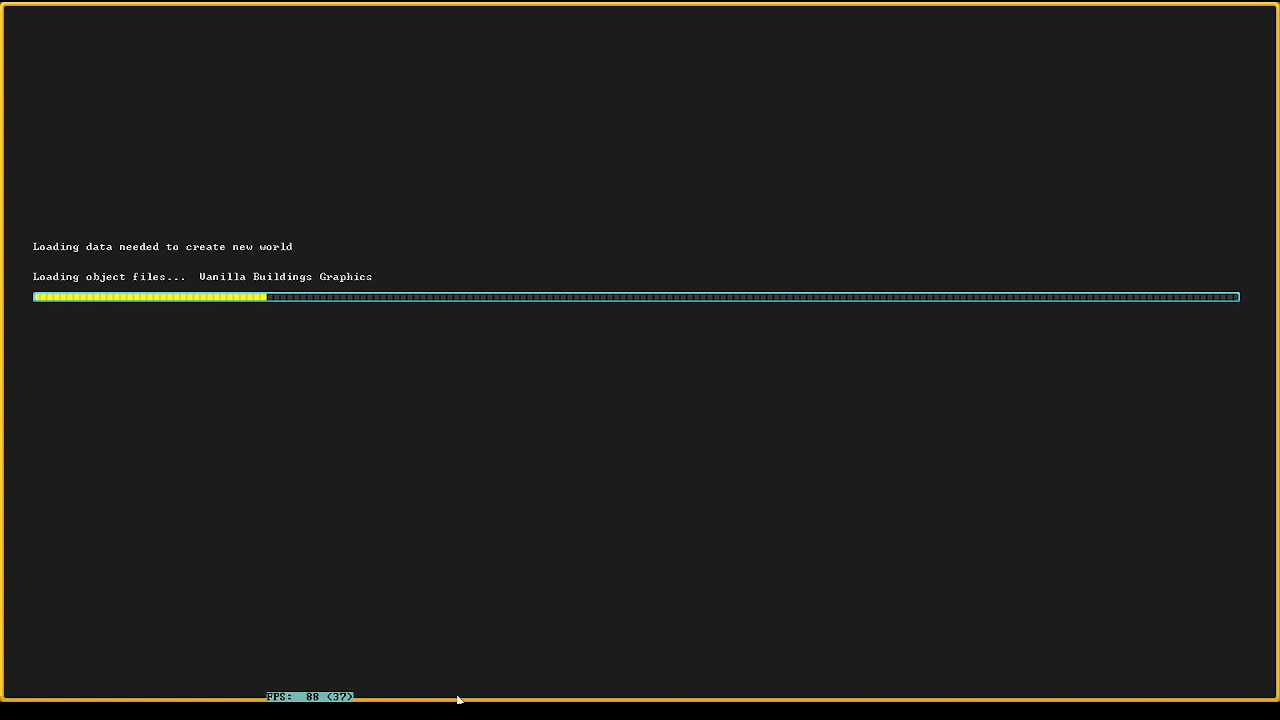 Loading data needed to create new world
Loading object files...  Vanilla Buildings Graphics
FPS:  88 (37)